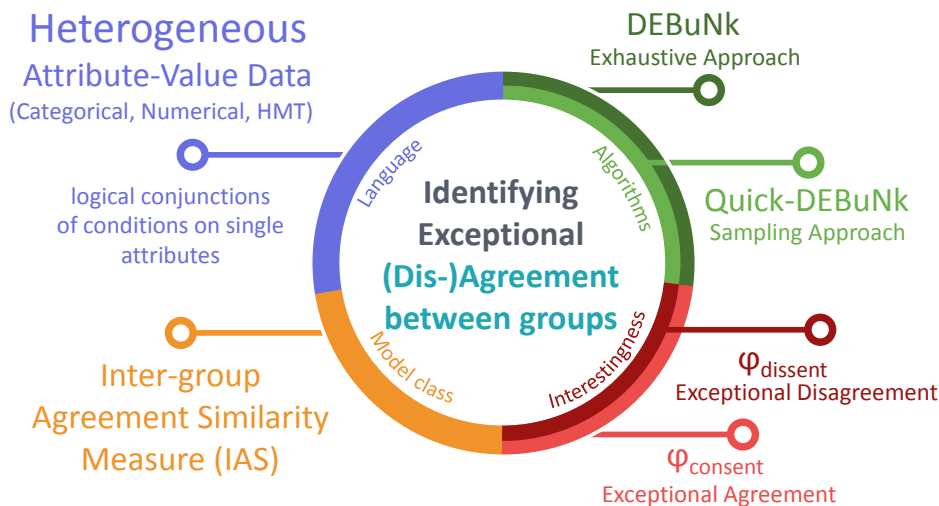 Heterogeneous
Attribute-Value Data
(Categorical, Numerical, HMT)
logical conjunctions
of conditions on single
attributes
DEBuNk
Exhaustive Approach
Quick-DEBuNk
Sampling Approach
Language
Algorithms
Identifying
Exceptional
(Dis-)Agreement
between groups
Model class
Interestingness
Inter-group
Agreement Similarity
Measure (IAS)
φdissent
Exceptional Disagreement
φconsent
Exceptional Agreement